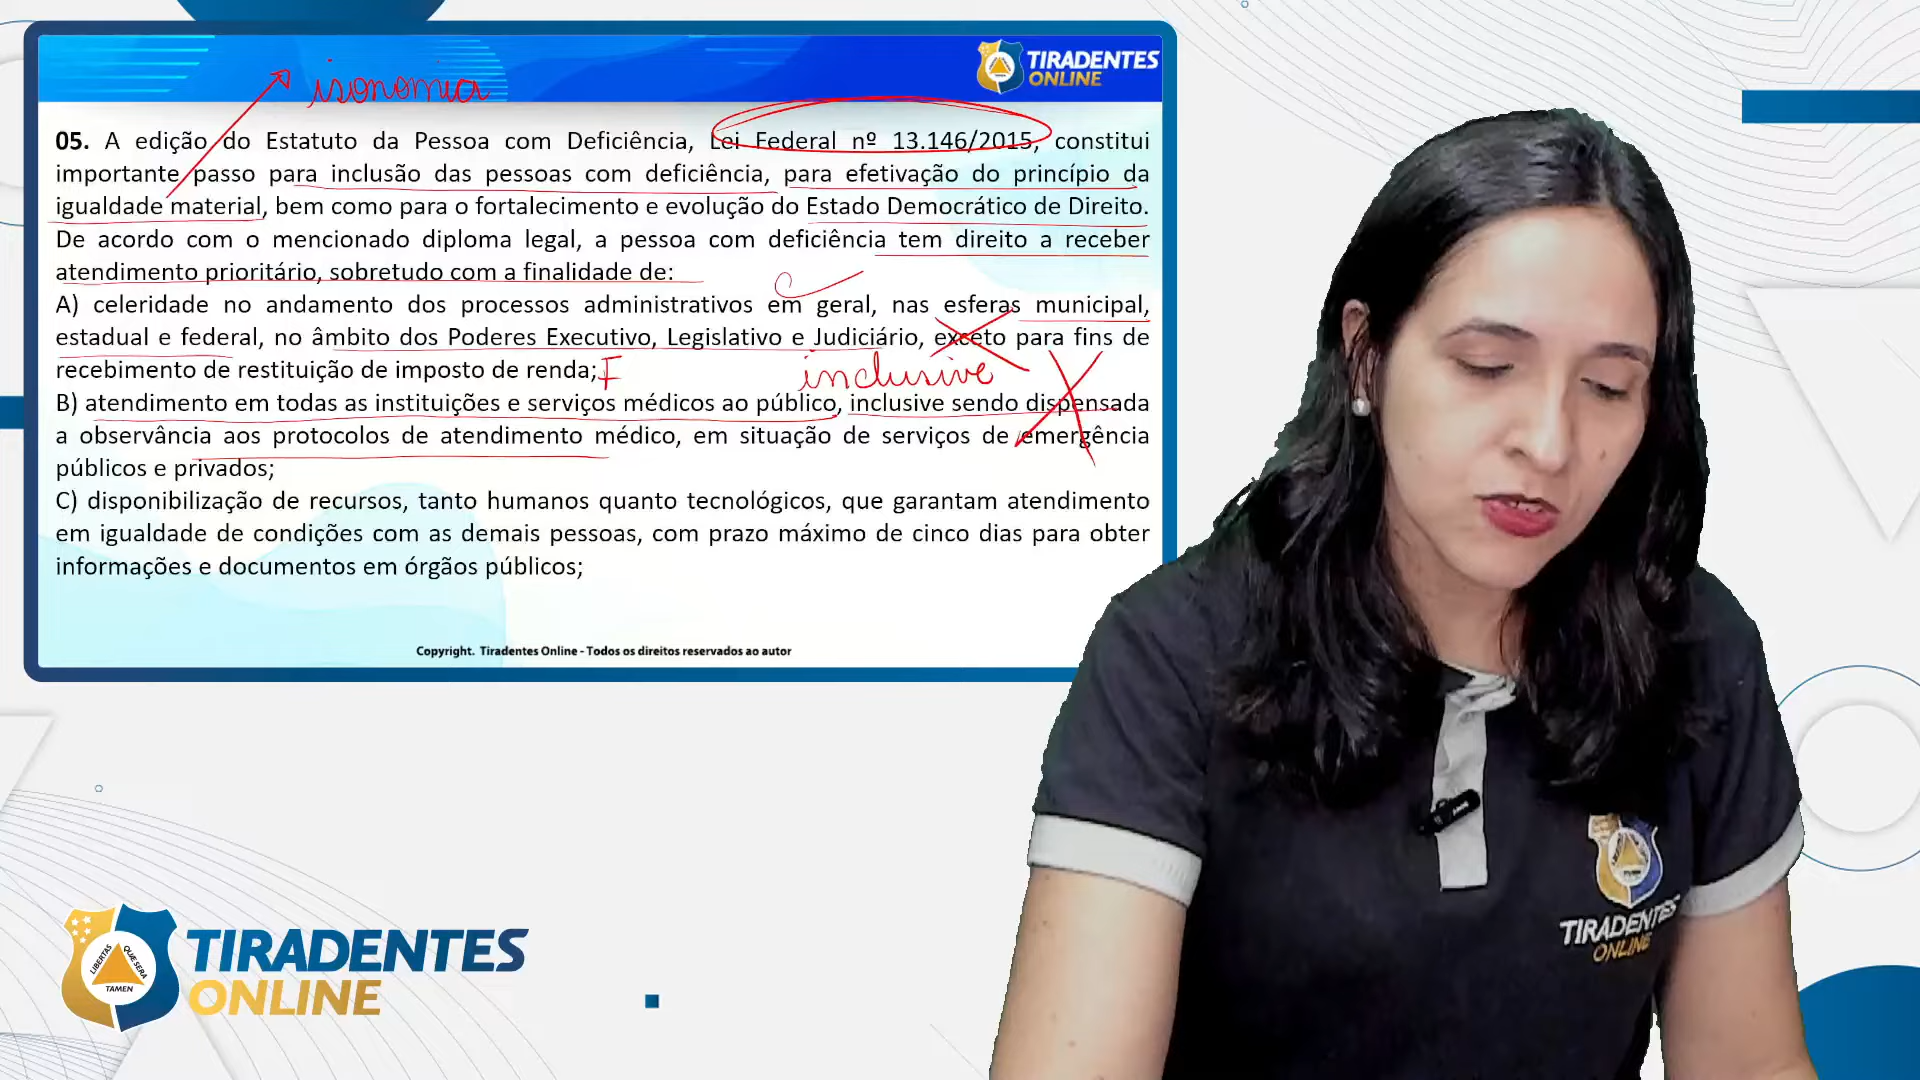 TIRADENTES
ONLINE
isonomia
05. A edição do Estatuto da Pessoa com Deficiência, Lei Federal nº 13.146/2015, constitui
importante passo para inclusão das pessoas com deficiência, para efetivação do princípio da
igualdade material, bem como para o fortalecimento e evolução do Estado Democrático de Direito.
De acordo com o mencionado diploma legal, a pessoa com deficiência tem direito a receber
atendimento prioritário, sobretudo com a finalidade de:
A) celeridade no andamento dos processos administrativos em geral, nas esferas municipal,
estadual e federal, no âmbito dos Poderes Executivo, Legislativo e Judiciário, exceto para fins de
recebimento de restituição de imposto de renda; F
inclusive
B) atendimento em todas as instituições e serviços médicos ao público, inclusive sendo dispensada
a observância aos protocolos de atendimento médico, em situação de serviços de emergência
públicos e privados;
C) disponibilização de recursos, tanto humanos quanto tecnológicos, que garantam atendimento
em igualdade de condições com as demais pessoas, com prazo máximo de cinco dias para obter
informações e documentos em órgãos públicos;
Copyright. Tiradentes Online - Todos os direitos reservados ao autor
TIRADENTES
ONLINE
LIBERTAS
QUE SERA
TAMEN
TIRADENTES
ONLINE